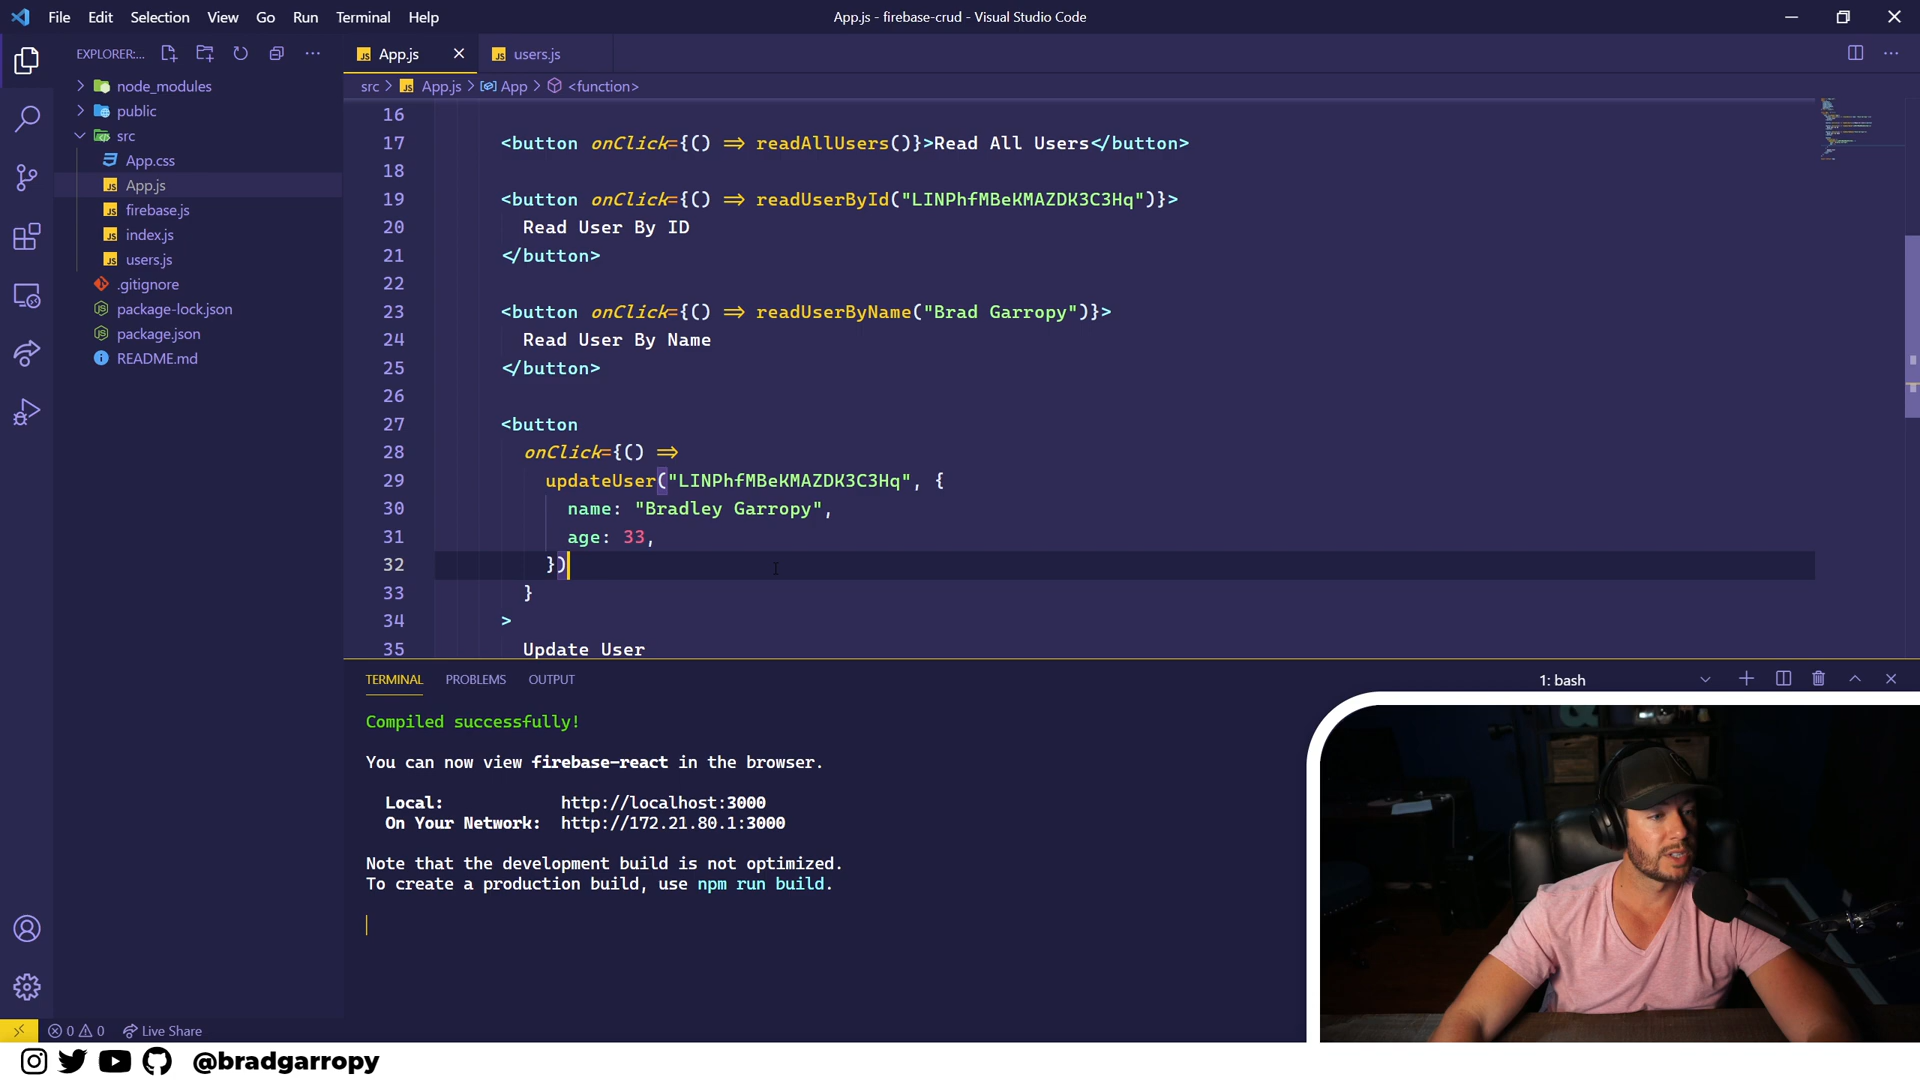 File Edit Selection View Go Run Terminal Help
App.js - firebase-crud - Visual Studio Code
EXPLORER:...
node_modules
public
src
App.css
App.js
firebase.js
index.js
users.js
.gitignore
package-lock.json
package.json
README.md
App.js users.js
src > App.js > App > <function>
16
17 <button onClick={() => readAllUsers()}>Read All Users</button>
18
19 <button onClick={() => readUserById("LINPhfMBeKMAZDK3C3Hq")}>
20 Read User By ID
21 </button>
22
23 <button onClick={() => readUserByName("Brad Garropy")}>
24 Read User By Name
25 </button>
26
27 <button
28 onClick={() =>
29 updateUser("LINPhfMBeKMAZDK3C3Hq", {
30 name: "Bradley Garropy",
31 age: 33,
32 })
33 }
34 >
35 Update User
TERMINAL PROBLEMS OUTPUT
1: bash
Compiled successfully!
You can now view firebase-react in the browser.
Local: http://localhost:3000
On Your Network: http://172.21.80.1:3000
Note that the development build is not optimized.
To create a production build, use npm run build.
0 0 Live Share
@bradgarropy